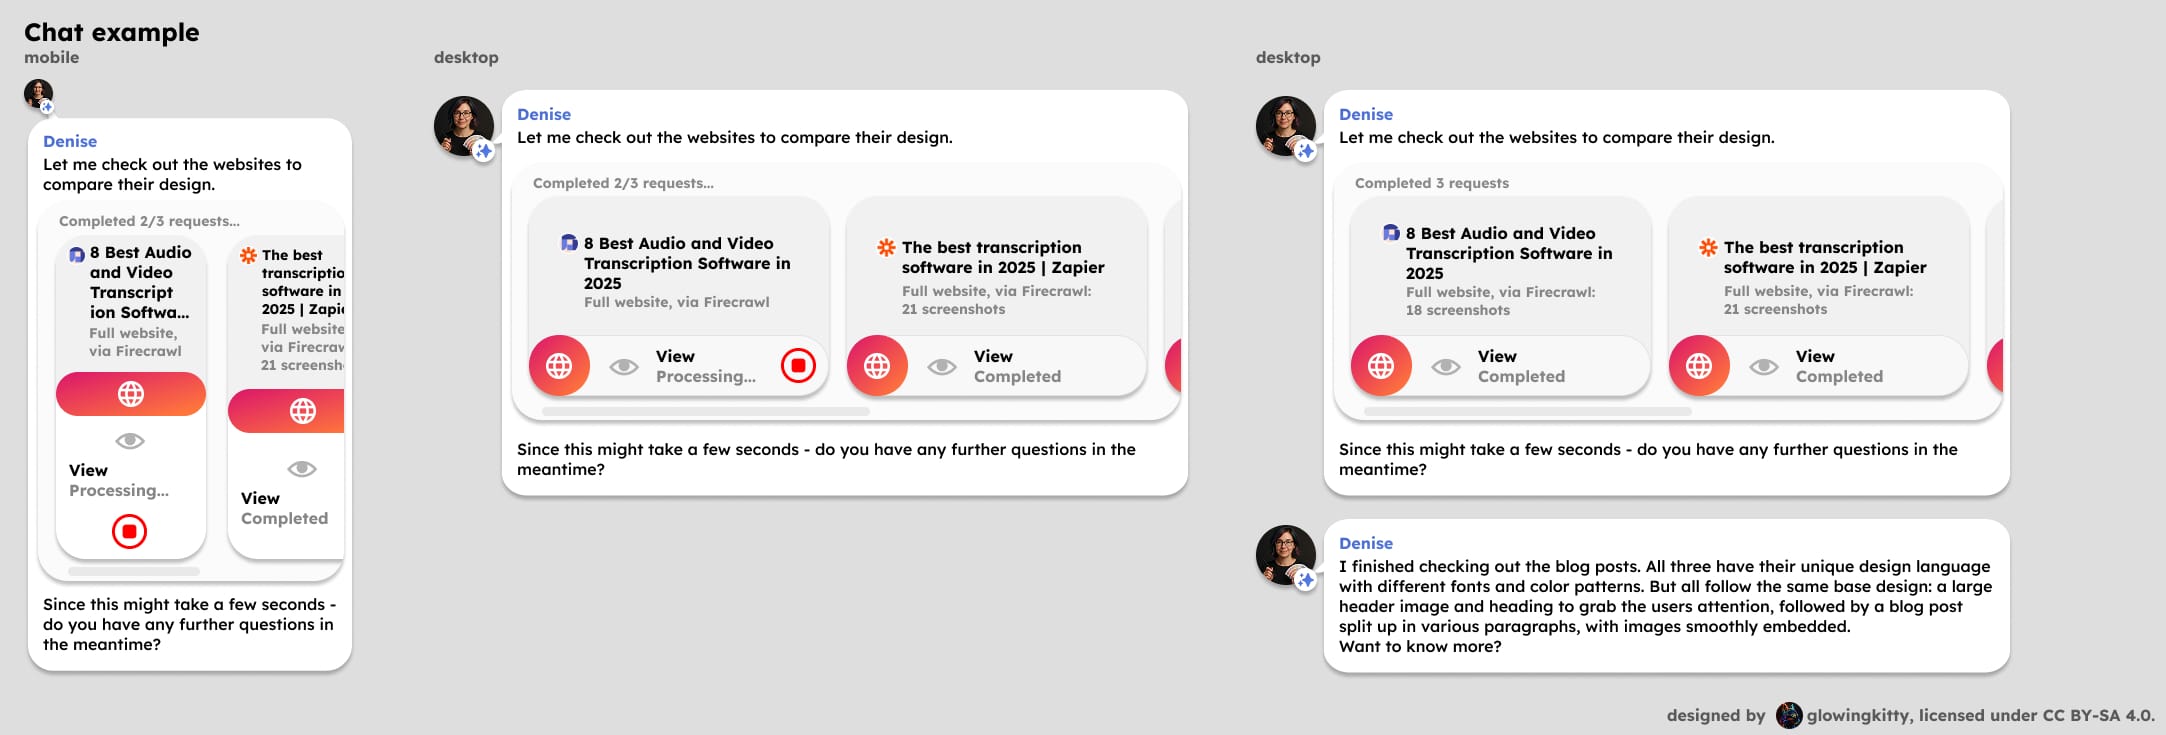 Chat example
mobile
Denise
Let me check out the websites to
compare their design.
Completed 2/3 requests...
8 Best Audio
and Video
Transcript
ion Softwa...
Full website,
via Firecrawl
View
Processing...
The best
transcriptio
software in
2025 | Zapie
Full website
via Firecraw
21 screensh
View
Completed
Since this might take a few seconds -
do you have any further questions in
the meantime?
desktop
Denise
Let me check out the websites to compare their design.
Completed 2/3 requests...
8 Best Audio and Video
Transcription Software in
2025
Full website, via Firecrawl
View
Processing...
The best transcription
software in 2025 | Zapier
Full website, via Firecrawl:
21 screenshots
View
Completed
Since this might take a few seconds - do you have any further questions in the
meantime?
desktop
Denise
Let me check out the websites to compare their design.
Completed 3 requests
8 Best Audio and Video
Transcription Software in
2025
Full website, via Firecrawl:
18 screenshots
View
Completed
The best transcription
software in 2025 | Zapier
Full website, via Firecrawl:
21 screenshots
View
Completed
Since this might take a few seconds - do you have any further questions in the
meantime?
Denise
I finished checking out the blog posts. All three have their unique design language
with different fonts and color patterns. But all follow the same base design: a large
header image and heading to grab the users attention, followed by a blog post
split up in various paragraphs, with images smoothly embedded.
Want to know more?
designed by glowingkitty, licensed under CC BY-SA 4.0.